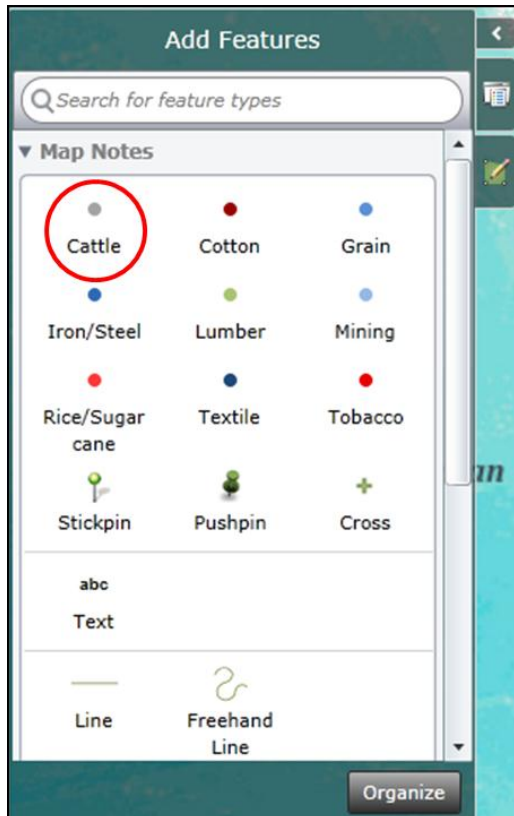 Add Features
Search for feature types
Map Notes
Cattle Cotton Grain
Iron/Steel Lumber Mining
Rice/Sugar Textile Tobacco
cane
Stickpin Pushpin Cross
abc
Text
Line Freehand
Line
Organize